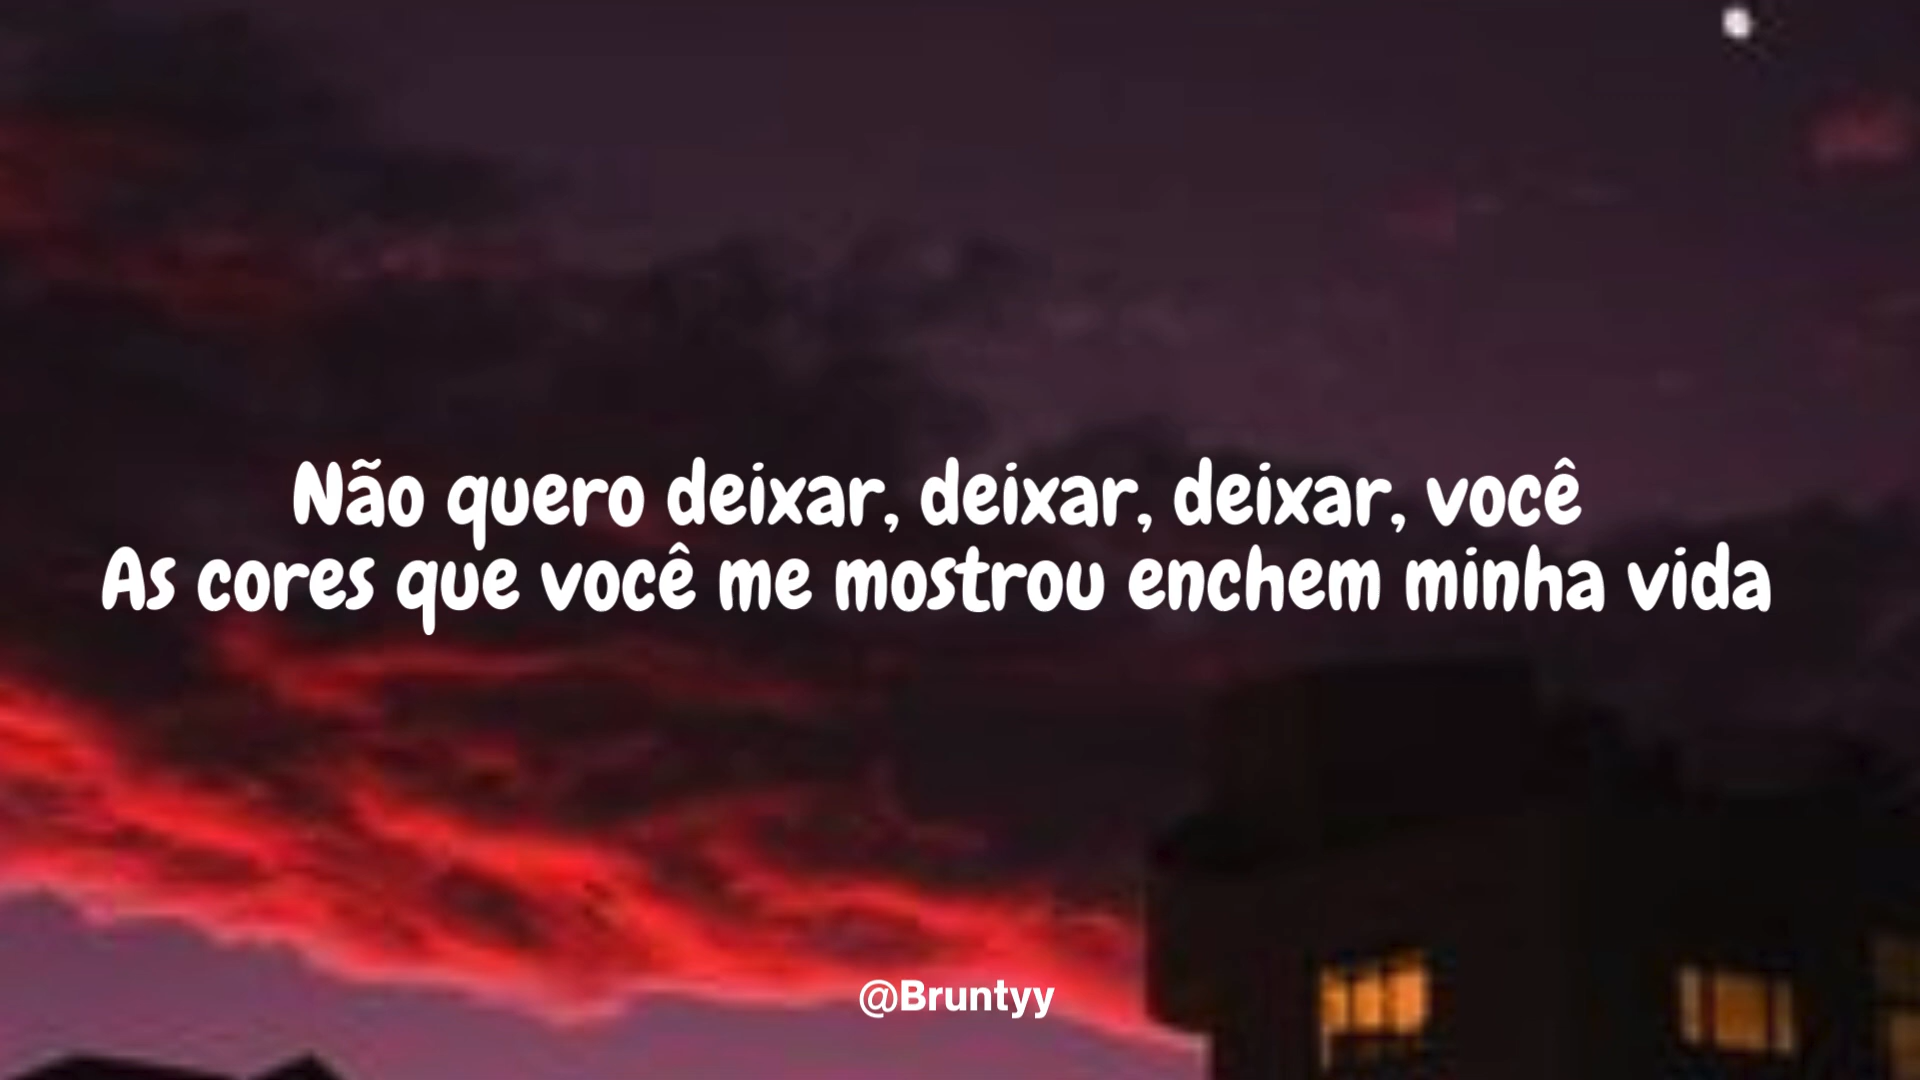 Não quero deixar, deixar, deixar, você
As cores que você me mostrou enchem minha vida
@Bruntyy